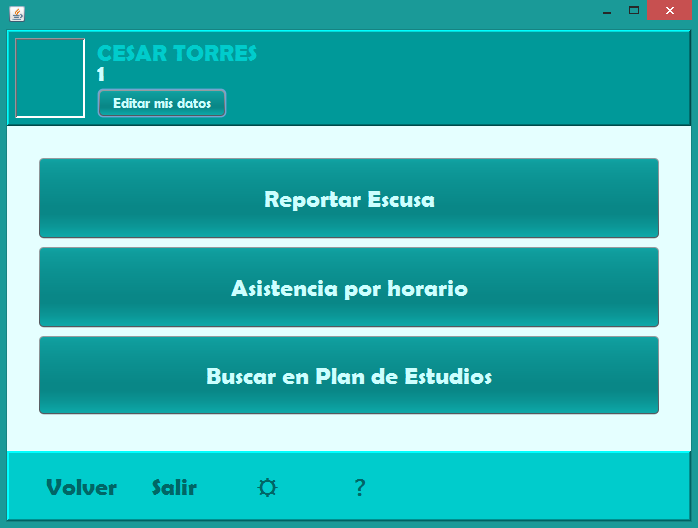 CESAR TORRES
1
Editar mis datos
Reportar Escusa
Asistencia por horario
Buscar en Plan de Estudios
Volver Salir ?